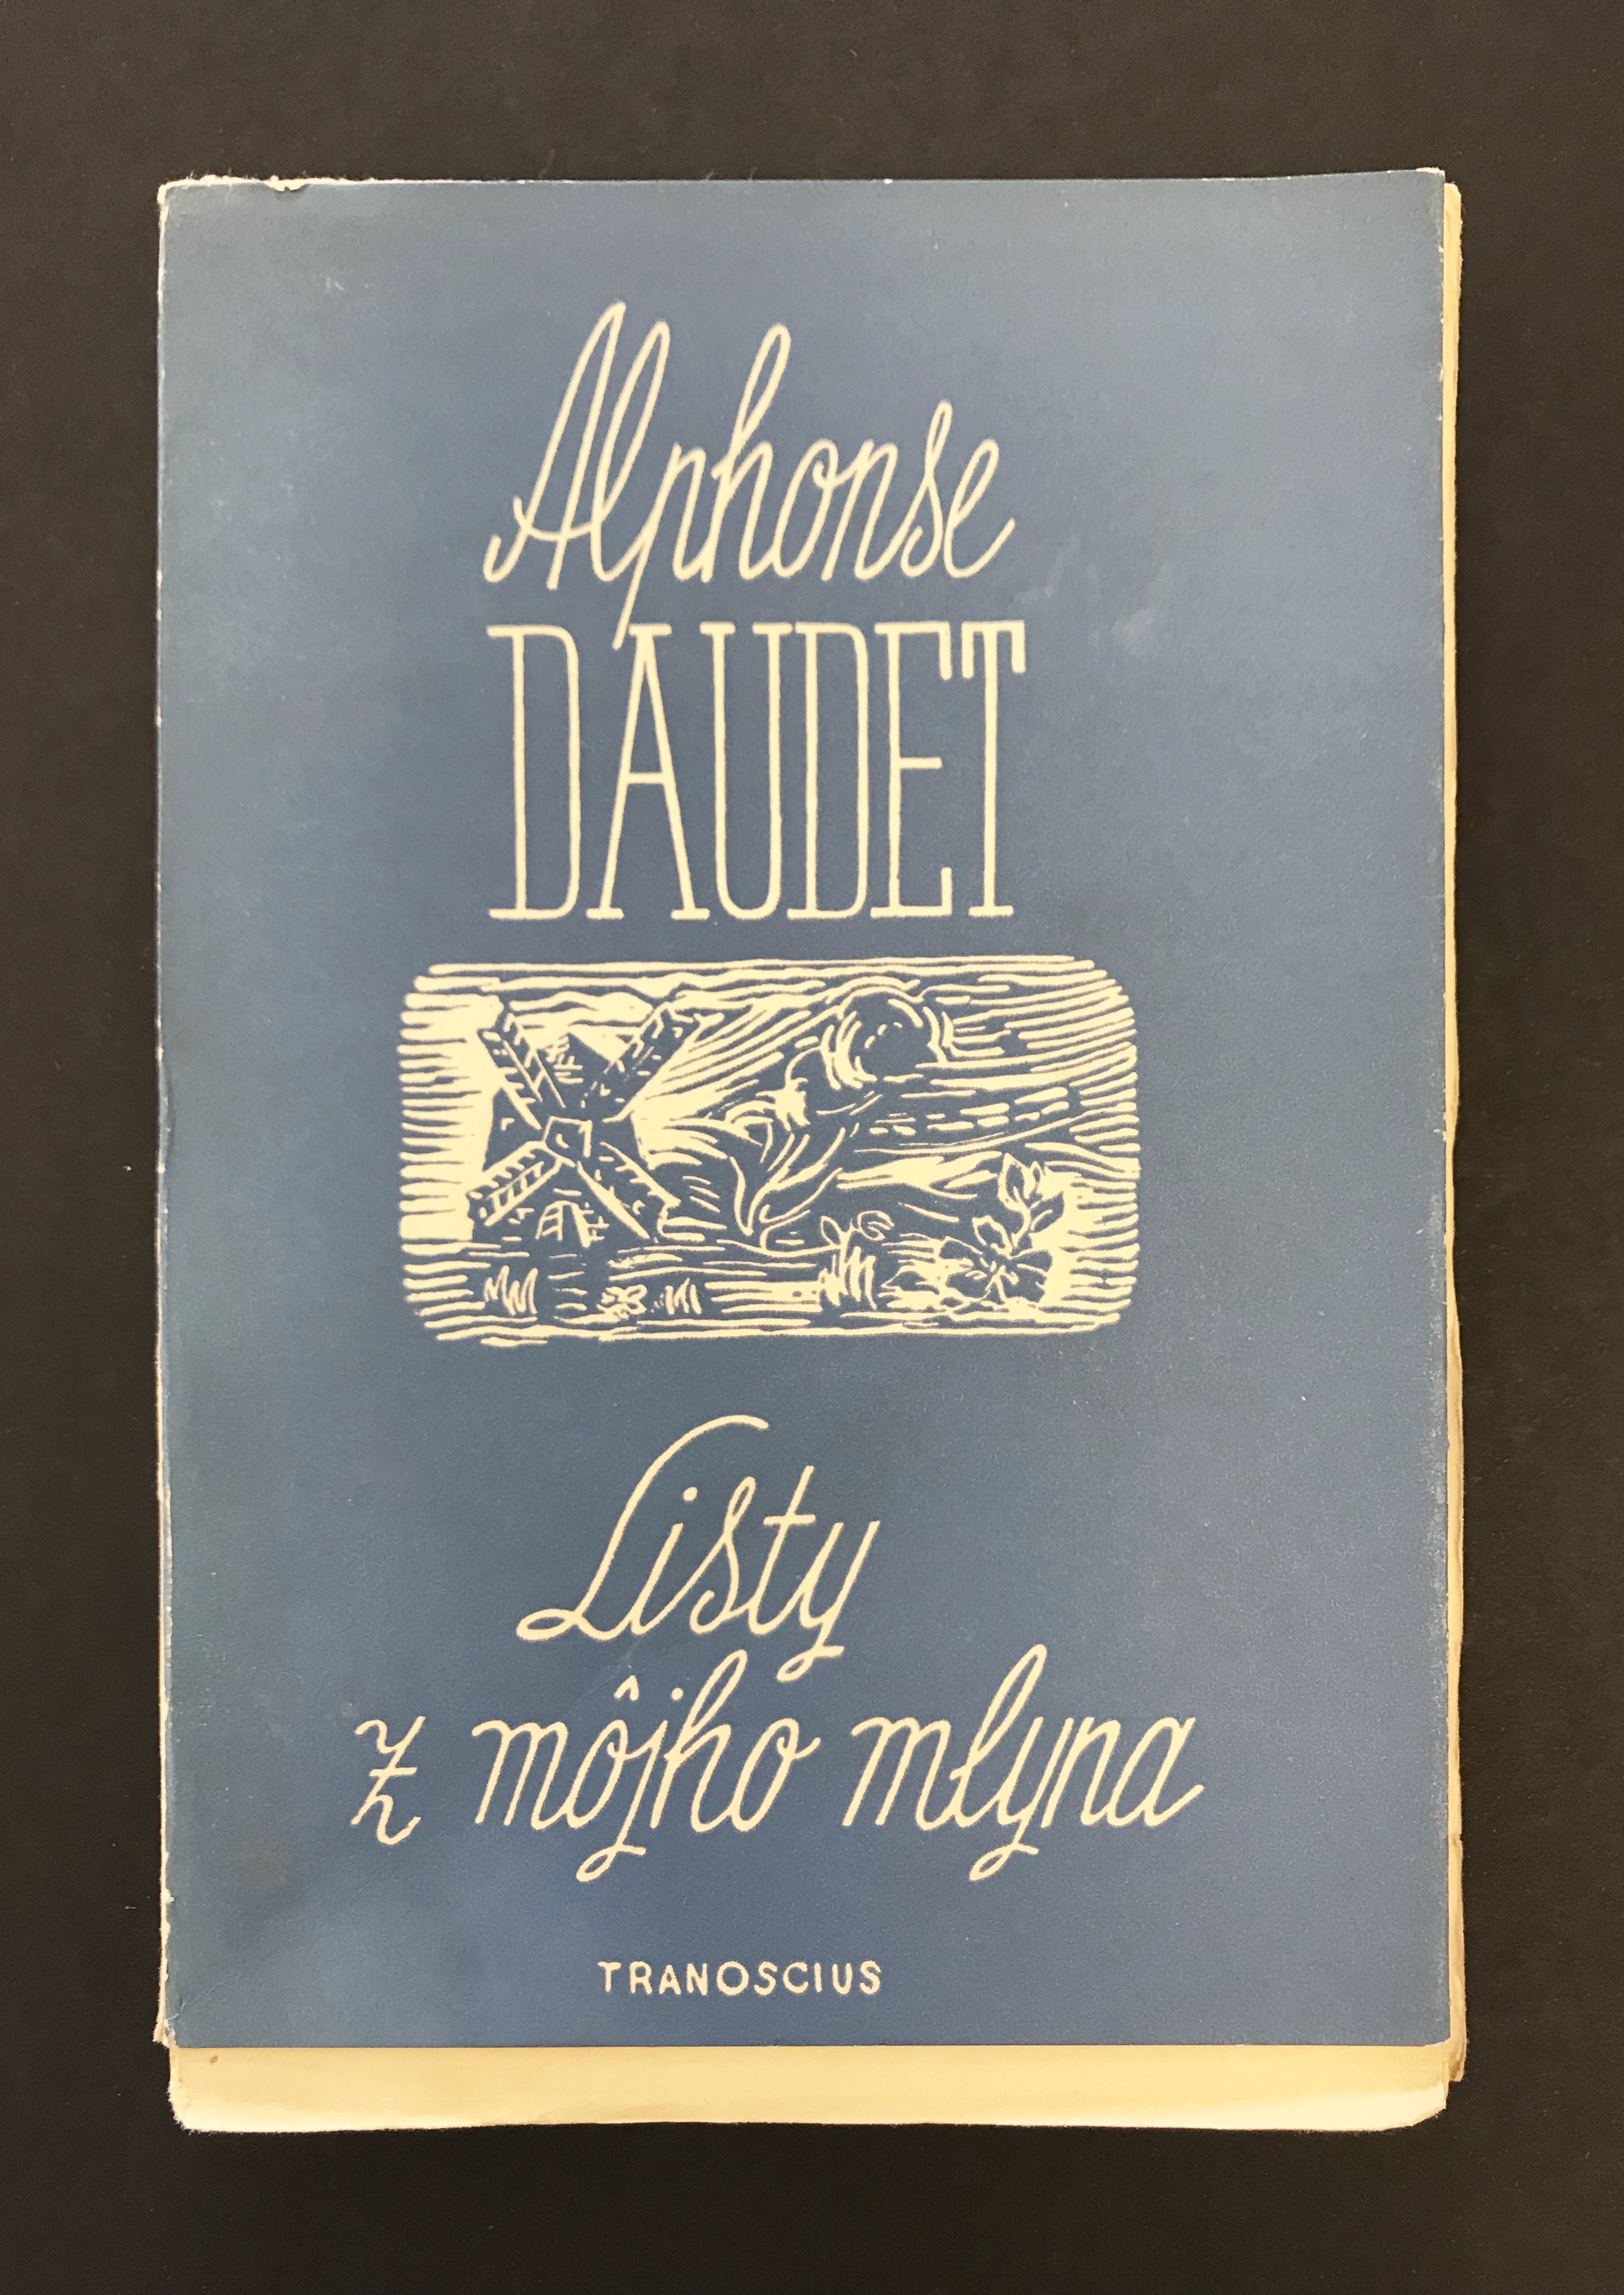 Alphonse
DAUDET
Listy
z môjho mlyna
TRANOSCIUS